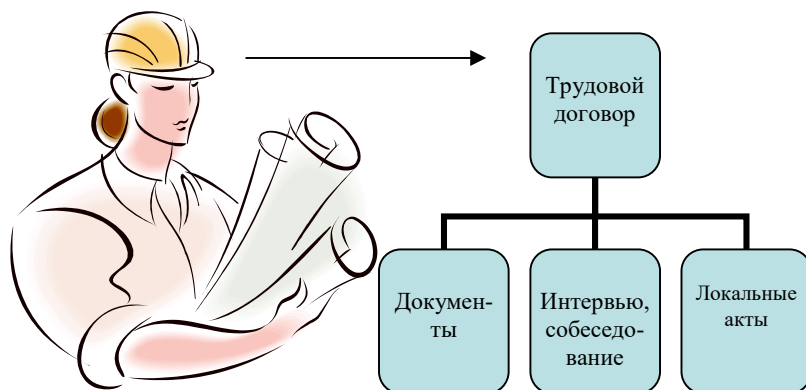 Трудовой
договор
Докумен-
ты
Интервью,
собеседо-
вание
Локальные
акты